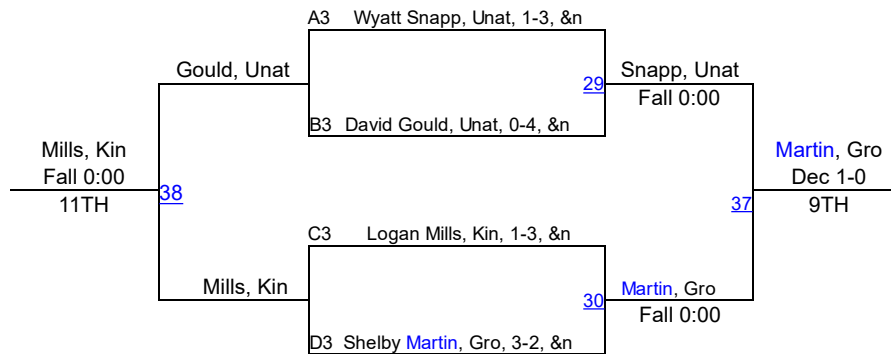 A3 Wyatt Snapp, Unat, 1-3, &n
Gould, Unat
29
Snapp, Unat
Fall 0:00
B3 David Gould, Unat, 0-4, &n
Mills, Kin
Fall 0:00
11TH
38
Martin, Gro
Dec 1-0
9TH
37
C3 Logan Mills, Kin, 1-3, &n
Mills, Kin
30
Martin, Gro
Fall 0:00
D3 Shelby Martin, Gro, 3-2, &n